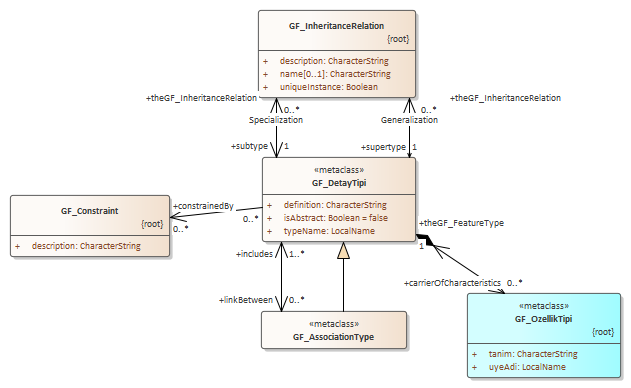 GF_InheritanceRelation
{root}
+ description: CharacterString
+ name[0..1]: CharacterString
+ uniqueInstance: Boolean
+theGF_InheritanceRelation
0..*
0..*
+theGF_InheritanceRelation
Specialization
Generalization
+subtype
1
+supertype
1
«metaclass»
GF_DetayTipi
+ definition: CharacterString
+ isAbstract: Boolean = false
+ typeName: LocalName
GF_Constraint
{root}
+ description: CharacterString
+constrainedBy
0..*
0..*
+theGF_FeatureType
1
+includes
1..*
+carrierOfCharacteristics
0..*
+linkBetween
0..*
«metaclass»
GF_AssociationType
«metaclass»
GF_OzellikTipi
{root}
+ tanim: CharacterString
+ uyeAdi: LocalName